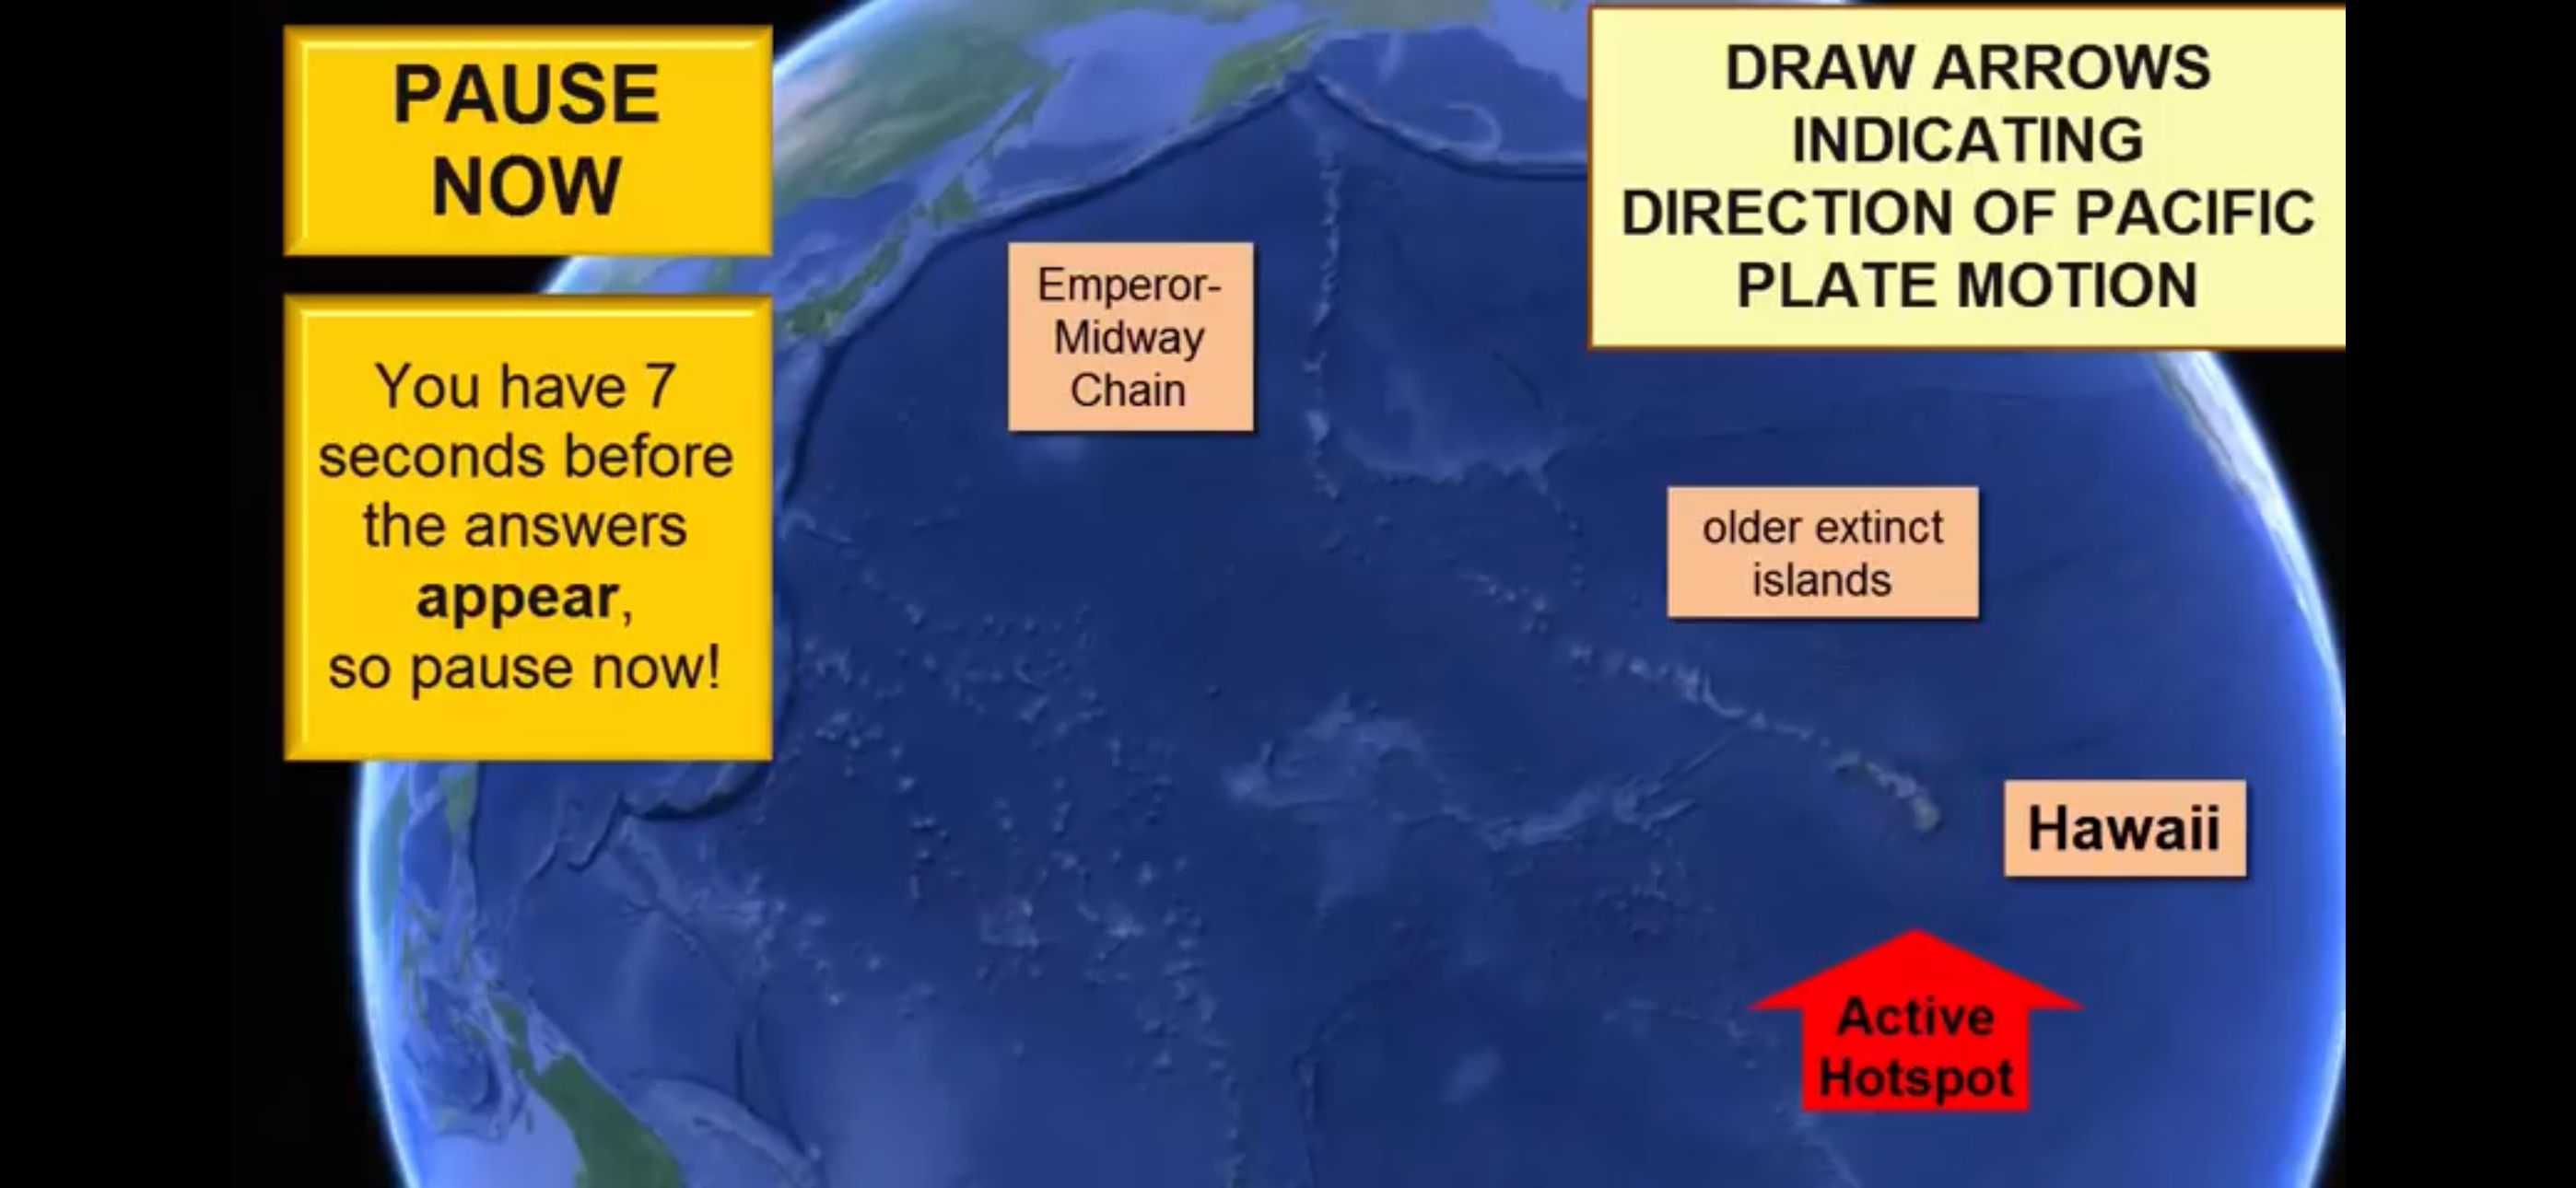 PAUSE
NOW
You have 7
seconds before
the answers
appear,
so pause now!
DRAW ARROWS
INDICATING
DIRECTION OF PACIFIC
PLATE MOTION
Emperor-
Midway
Chain
older extinct
islands
Hawaii
Active
Hotspot